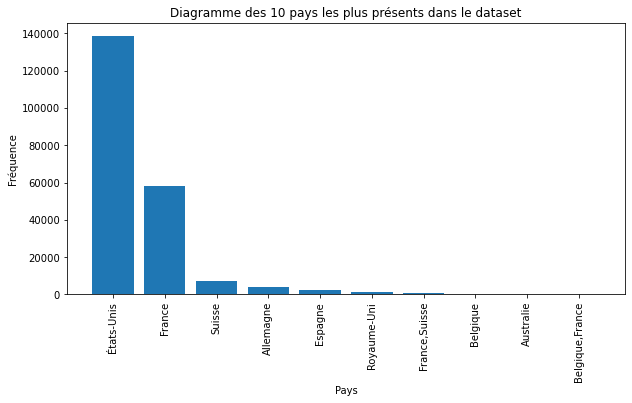 Diagramme des 10 pays les plus présents dans le dataset
140000
120000
100000
80000
60000
40000
20000
0
Fréquence
États-Unis
France
Suisse
Allemagne
Espagne
Royaume-Uni
France,Suisse
Belgique
Australie
Belgique,France
Pays